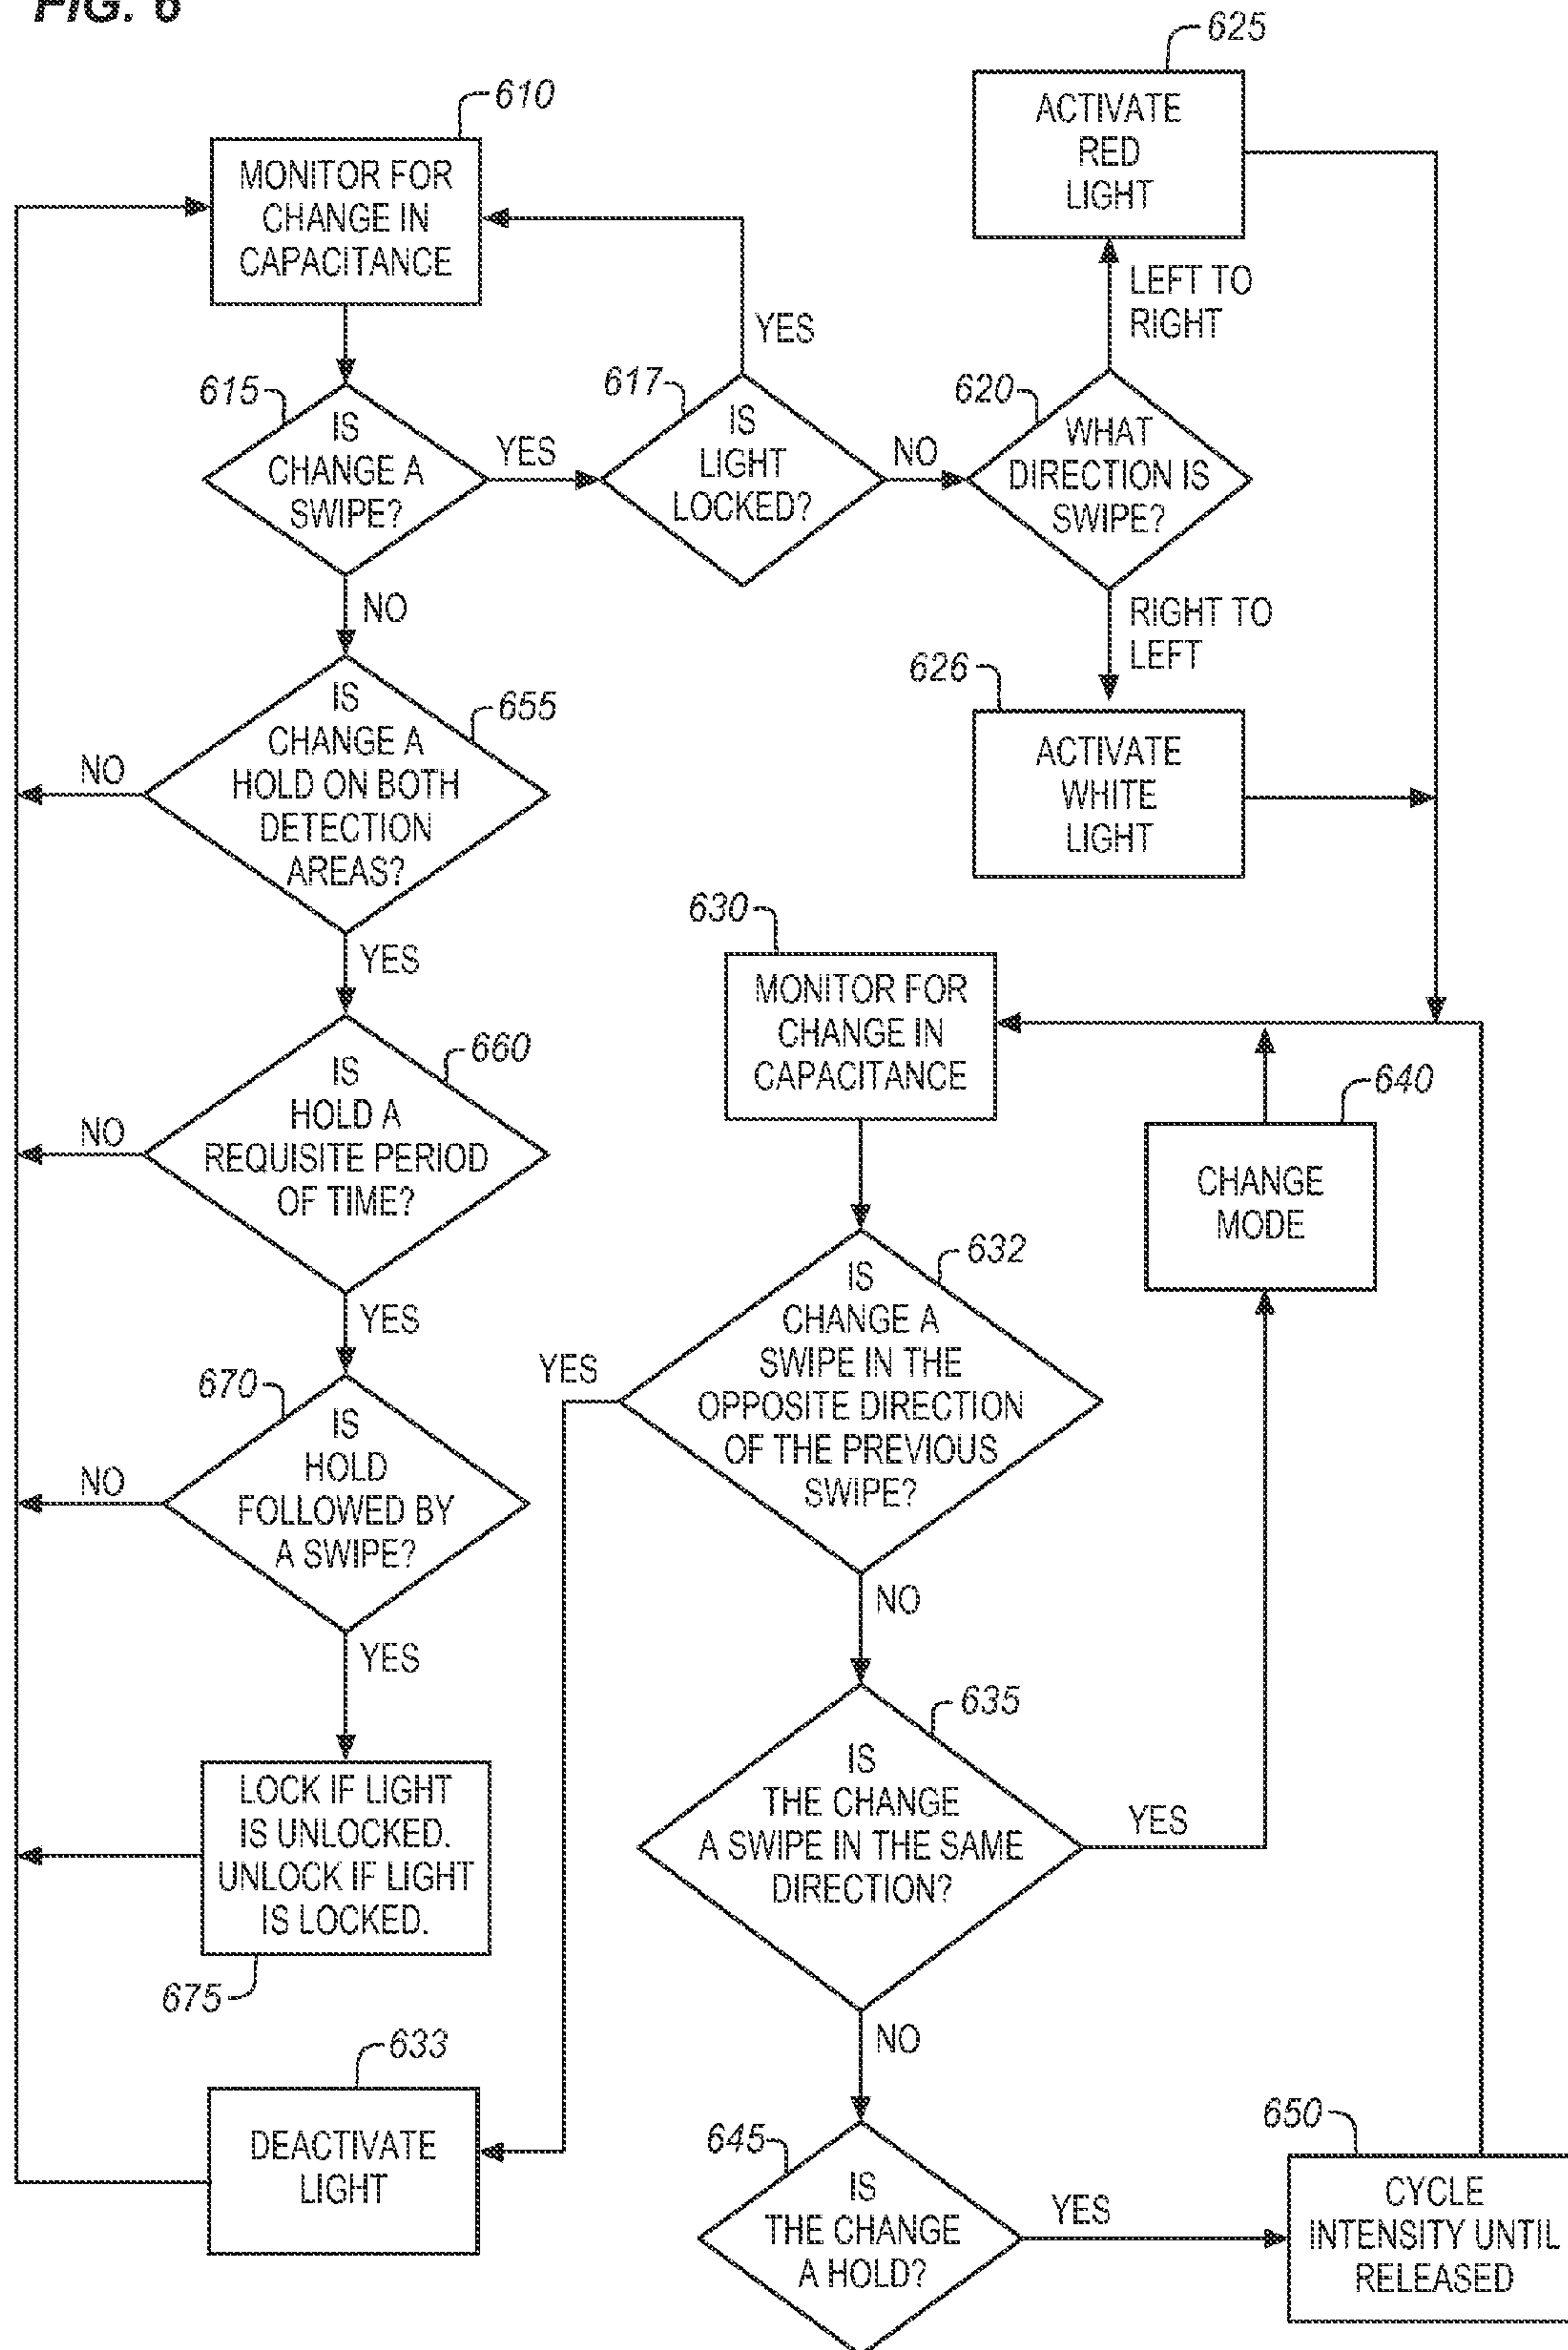 FIG. 6
625
ACTIVATE
RED
LIGHT
610
MONITOR FOR
CHANGE IN
CAPACITANCE
LEFT TO
RIGHT
YES
615
IS
CHANGE A
SWIPE?
YES
617
IS
LIGHT
LOCKED?
NO
620
WHAT
DIRECTION IS
SWIPE?
NO
RIGHT TO
LEFT
626
ACTIVATE
WHITE
LIGHT
655
IS
CHANGE A
HOLD ON BOTH
DETECTION
AREAS?
NO
YES
630
MONITOR FOR
CHANGE IN
CAPACITANCE
660
IS
HOLD A
REQUISITE PERIOD
OF TIME?
NO
YES
640
CHANGE
MODE
632
IS
CHANGE A
SWIPE IN THE
OPPOSITE DIRECTION
OF THE PREVIOUS
SWIPE?
YES
NO
670
IS
HOLD
FOLLOWED BY
A SWIPE?
NO
YES
635
IS
THE CHANGE
A SWIPE IN THE SAME
DIRECTION?
YES
NO
LOCK IF LIGHT
IS UNLOCKED.
UNLOCK IF LIGHT
IS LOCKED.
675
633
DEACTIVATE
LIGHT
645
IS
THE CHANGE
A HOLD?
YES
650
CYCLE
INTENSITY UNTIL
RELEASED